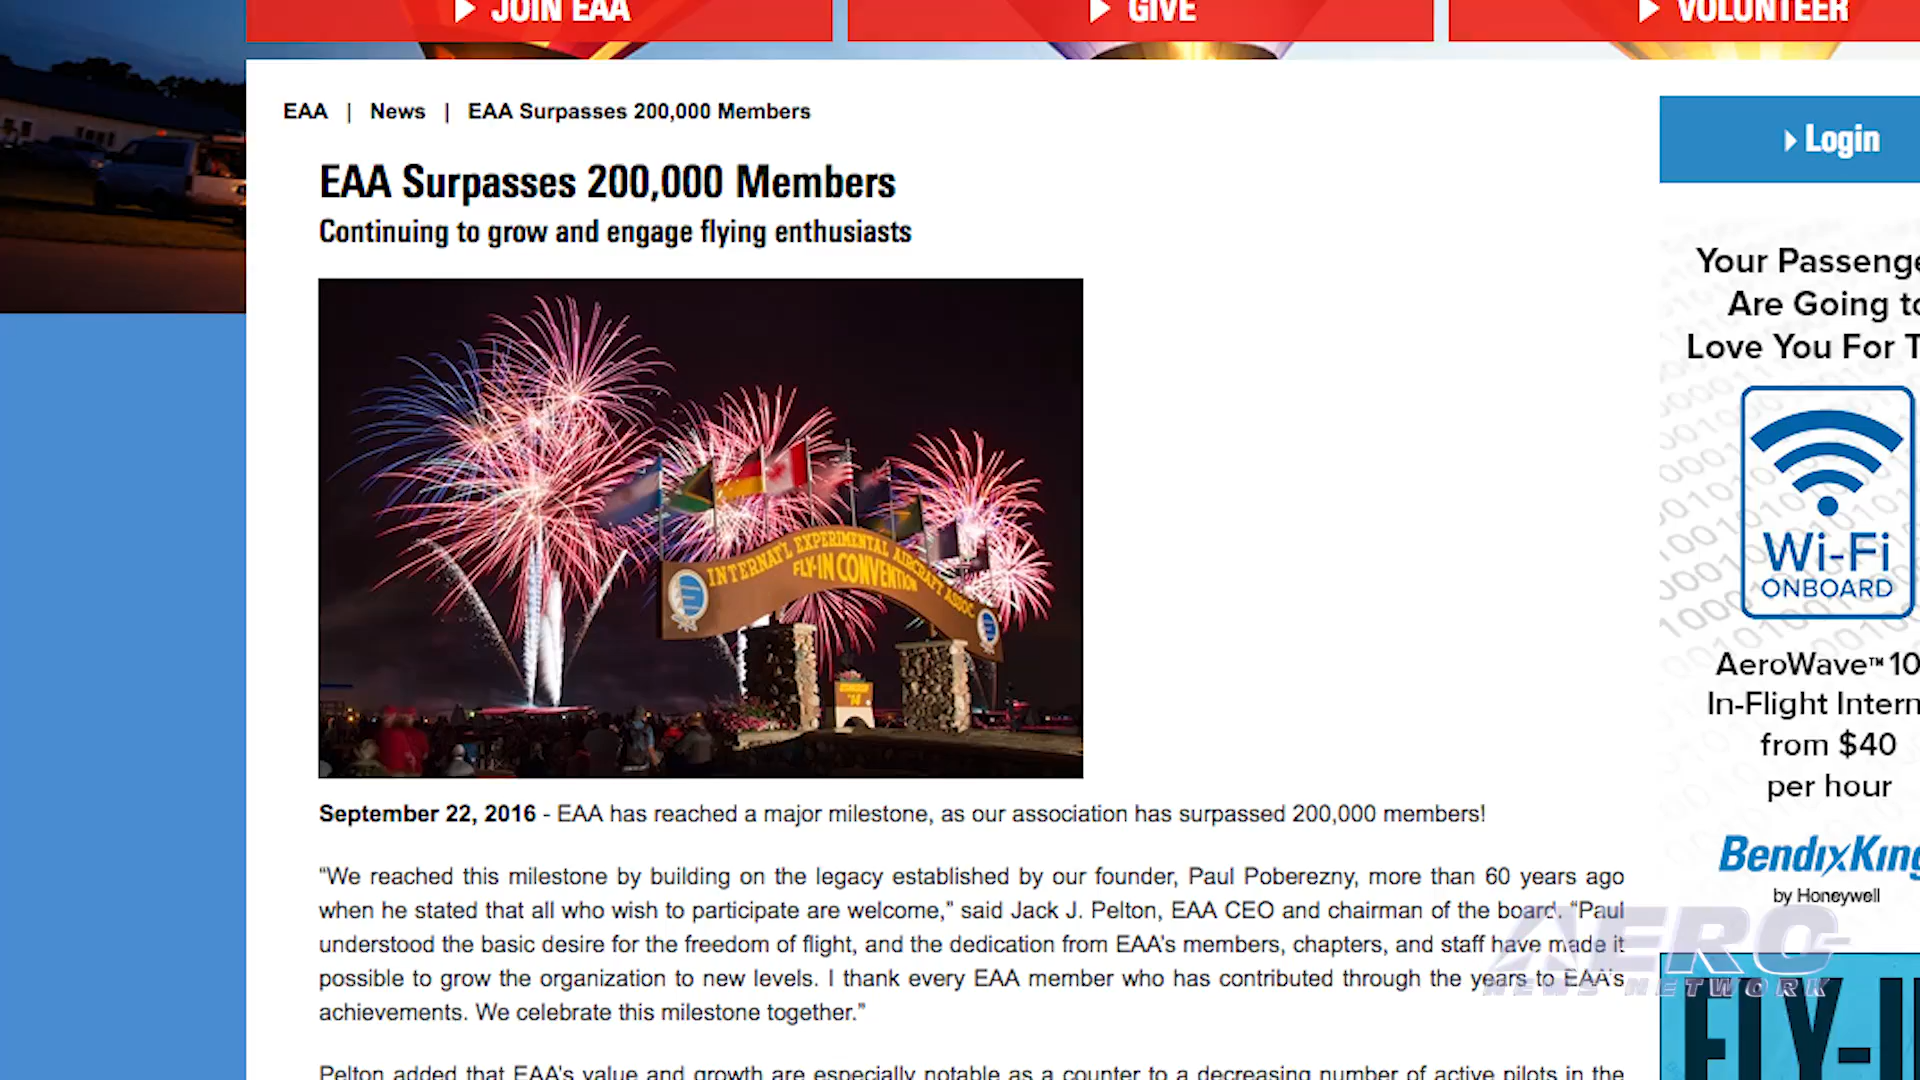 JOIN EAA
GIVE
VOLUNTEER
EAA | News | EAA Surpasses 200,000 Members
Login
EAA Surpasses 200,000 Members
Continuing to grow and engage flying enthusiasts
INTERNAT'L EXPERIMENTAL AIRCRAFT ASSOC.
FLY-IN CONVENTION
September 22, 2016 - EAA has reached a major milestone, as our association has surpassed 200,000 members!
“We reached this milestone by building on the legacy established by our founder, Paul Poberezny, more than 60 years ago
when he stated that all who wish to participate are welcome,” said Jack J. Pelton, EAA CEO and chairman of the board. “Paul
understood the basic desire for the freedom of flight, and the dedication from EAA’s members, chapters, and staff have made it
possible to grow the organization to new levels. I thank every EAA member who has contributed through the years to EAA’s
achievements. We celebrate this milestone together.”
Pelton added that EAA's value and growth are especially notable as a counter to a decreasing number of active pilots in the
Your Passenge
Are Going to
Love You For T
Wi-Fi
ONBOARD
AeroWave™ 10
In-Flight Intern
from $40
per hour
BendixKing
by Honeywell
AERO
NEWS NETWORK
FLY-I